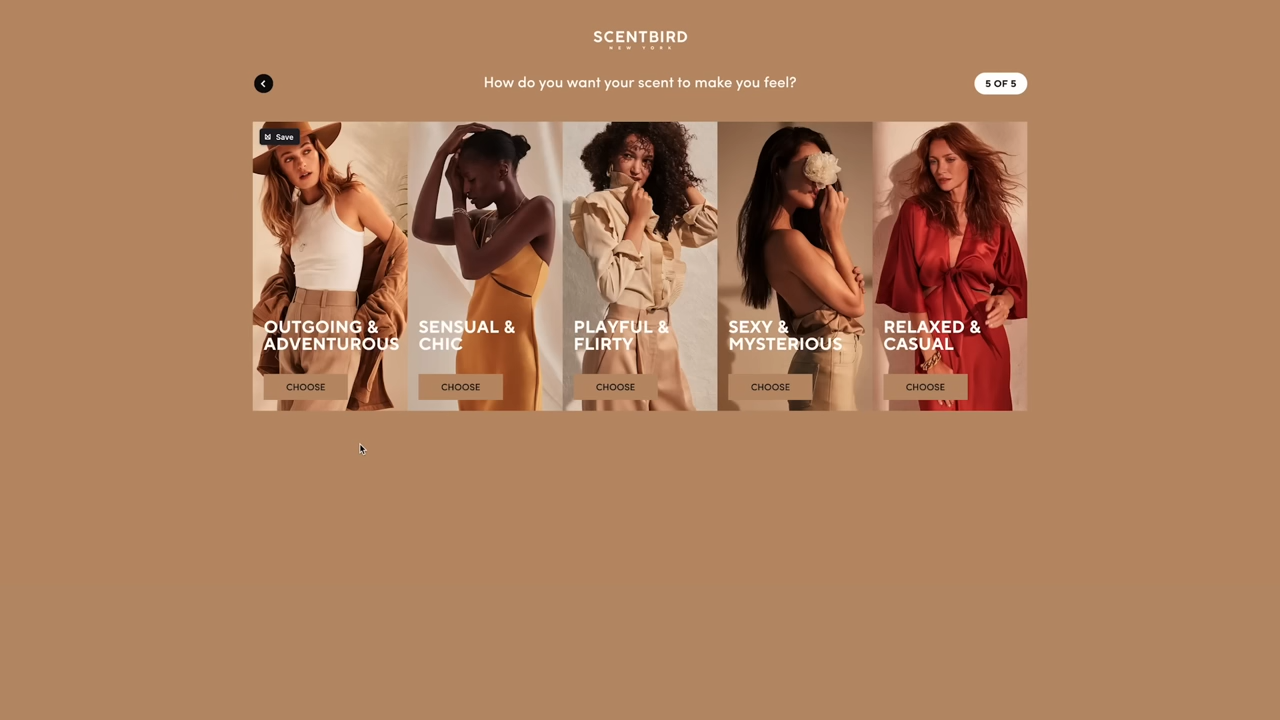 SCENTBIRD
NEW YORK
How do you want your scent to make you feel?
5 OF 5
Save
OUTGOING &
ADVENTUROUS
CHOOSE
SENSUAL &
CHIC
CHOOSE
PLAYFUL &
FLIRTY
CHOOSE
SEXY &
MYSTERIOUS
CHOOSE
RELAXED &
CASUAL
CHOOSE